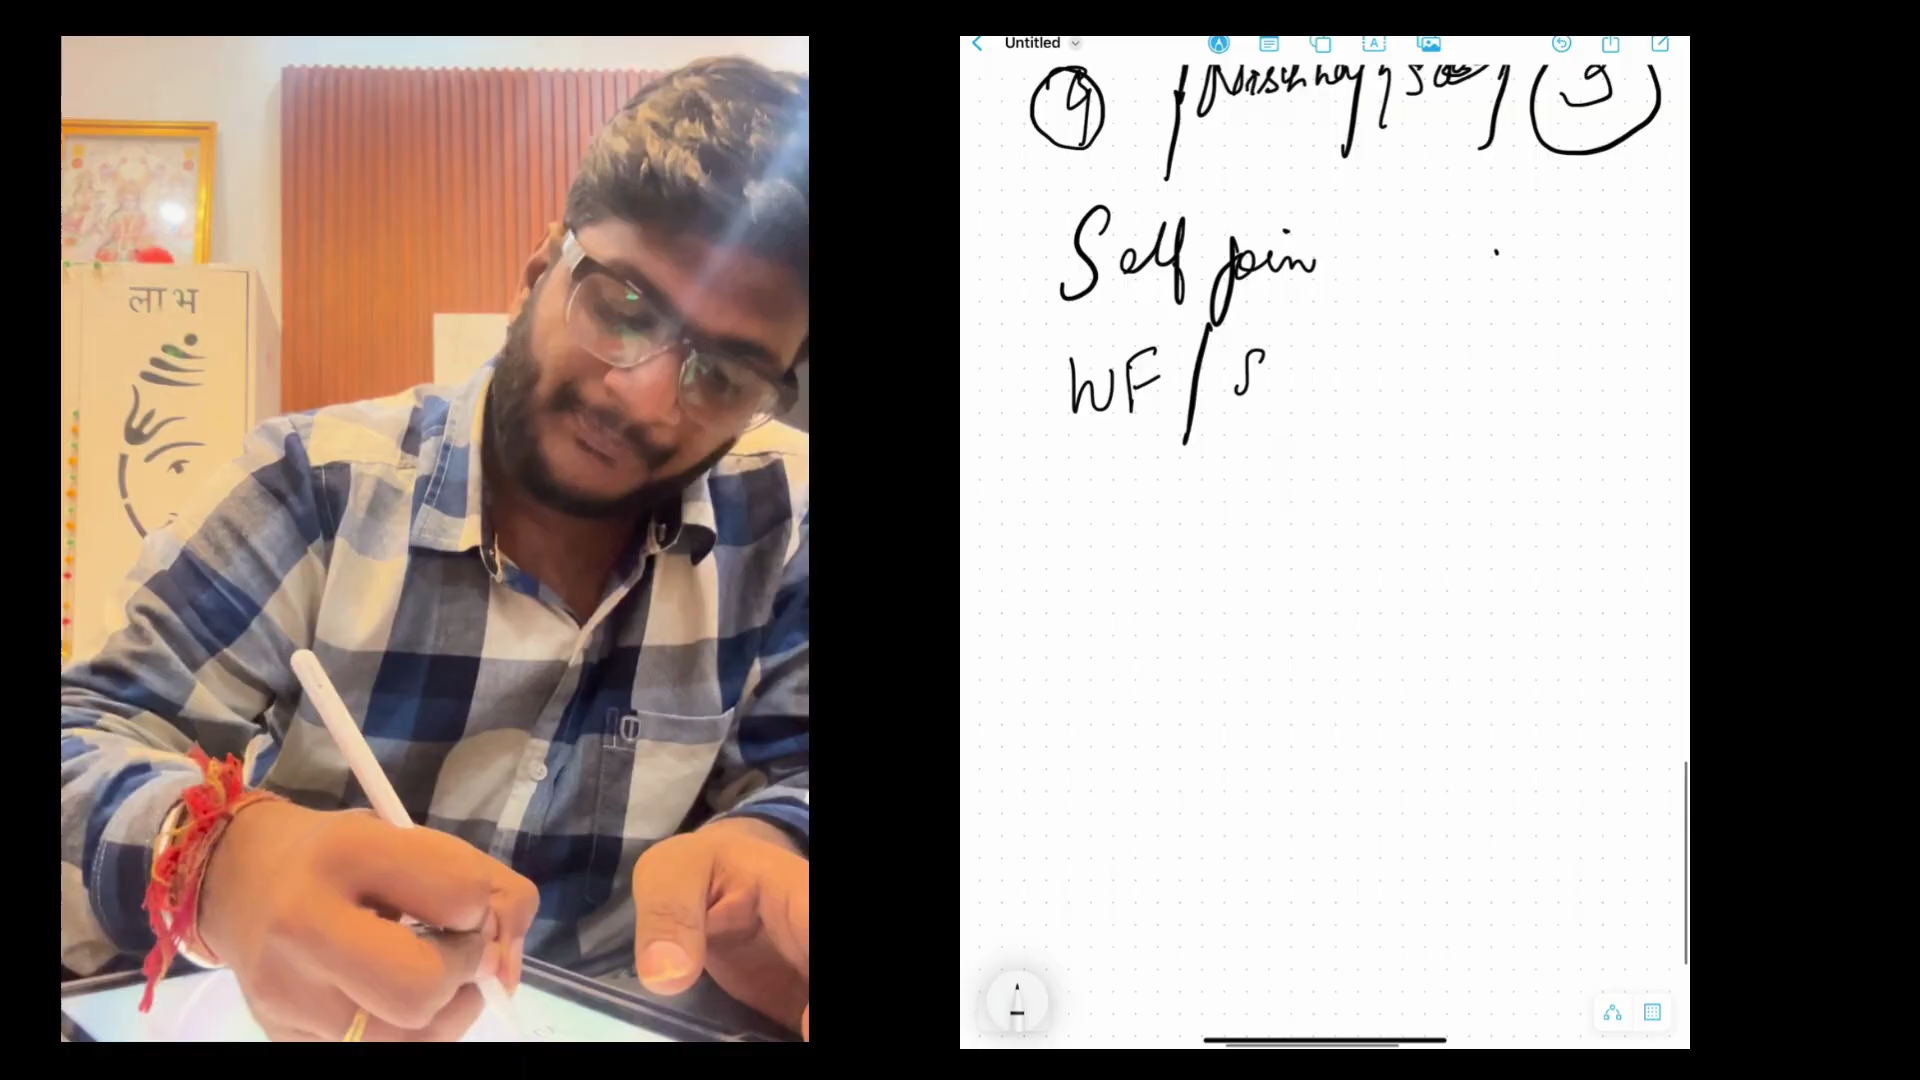 Untitled
लाभ
Self join
WF / S